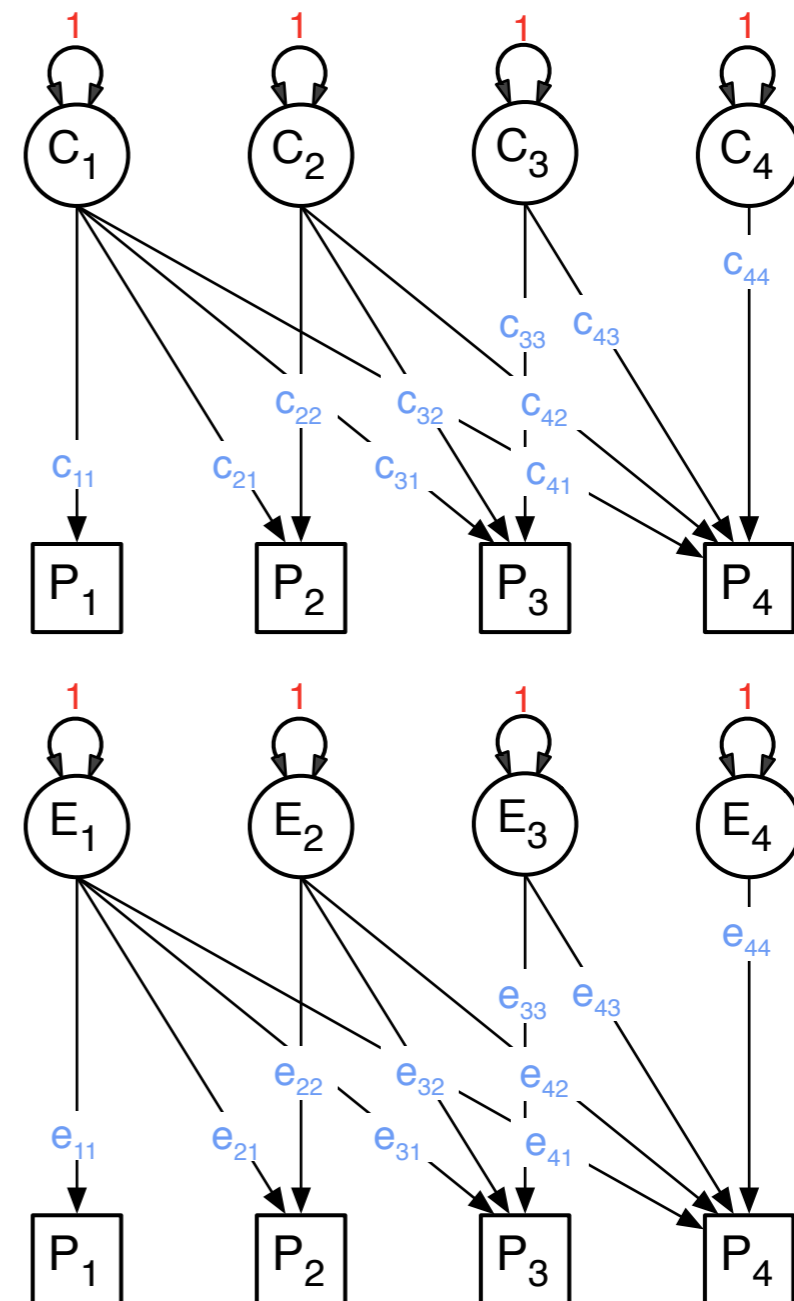 1 1 1 1
C₁ C₂ C₃ C₄
c₄₄
c₃₃ c₄₃
c₂₂ c₃₂ c₄₂
c₁₁ c₂₁ c₃₁ c₄₁
P₁ P₂ P₃ P₄
1 1 1 1
E₁ E₂ E₃ E₄
e₄₄
e₃₃ e₄₃
e₂₂ e₃₂ e₄₂
e₁₁ e₂₁ e₃₁ e₄₁
P₁ P₂ P₃ P₄